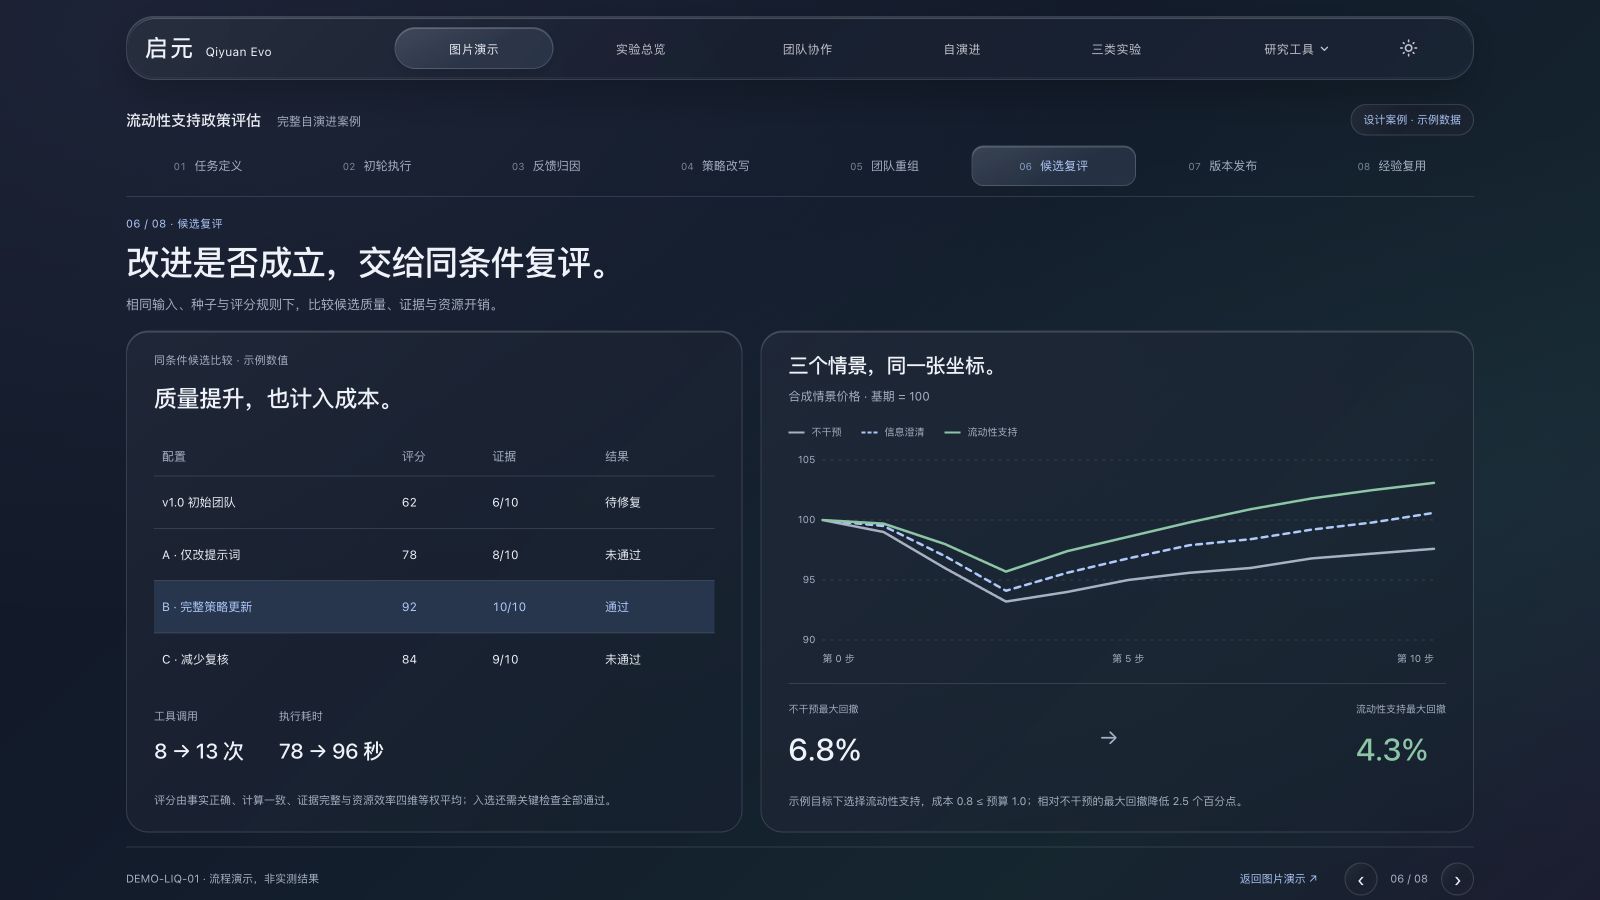 启元 Qiyuan Evo 图片演示 实验总览 团队协作 自演进 三类实验 研究工具
流动性支持政策评估 完整自演进案例 设计案例 · 示例数据
01 任务定义 02 初轮执行 03 反馈归因 04 策略改写 05 团队重组 06 候选复评 07 版本发布 08 经验复用
06 / 08 · 候选复评
改进是否成立，交给同条件复评。
相同输入、种子与评分规则下，比较候选质量、证据与资源开销。
同条件候选比较 · 示例数值
质量提升，也计入成本。
配置 评分 证据 结果
v1.0 初始团队 62 6/10 待修复
A · 仅改提示词 78 8/10 未通过
B · 完整策略更新 92 10/10 通过
C · 减少复核 84 9/10 未通过
工具调用 执行耗时
8 → 13 次 78 → 96 秒
评分由事实正确、计算一致、证据完整与资源效率四维等权平均；入选还需关键检查全部通过。
三个情景，同一张坐标。
合成情景价格 · 基期 = 100
不干预 信息澄清 流动性支持
105
100
95
90
第 0 步 第 5 步 第 10 步
不干预最大回撤 流动性支持最大回撤
6.8% → 4.3%
示例目标下选择流动性支持，成本 0.8 ≤ 预算 1.0；相对不干预的最大回撤降低 2.5 个百分点。
DEMO-LIQ-01 · 流程演示，非实测结果 返回图片演示 ↗ ‹ 06 / 08 ›